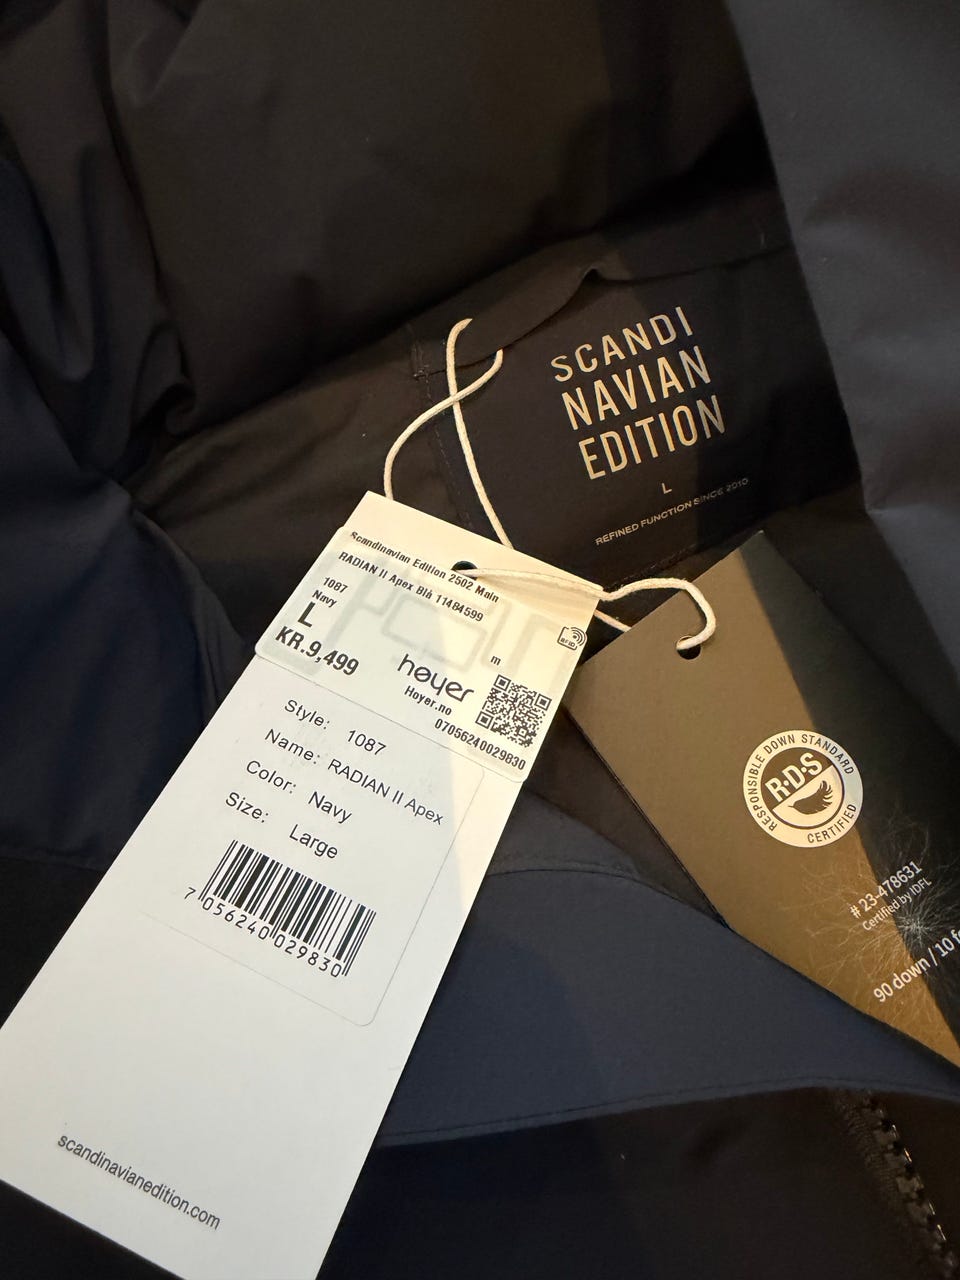 SCANDI
NAVIAN
EDITION
L
REFINED FUNCTION SINCE 2010
Scandinavian Edition 2502 Main
RADIAN II Apex Blå 11484599
1087
Navy
L
KR.9,499
RFID
m
høyer
Hoyer.no
07056240029830
Style: 1087
Name: RADIAN II Apex
Color: Navy
Size: Large
7 056240 029830
scandinavianedition.com
RESPONSIBLE DOWN STANDARD
R·D·S
CERTIFIED
# 23-478631
Certified by IDFL
90 down / 10